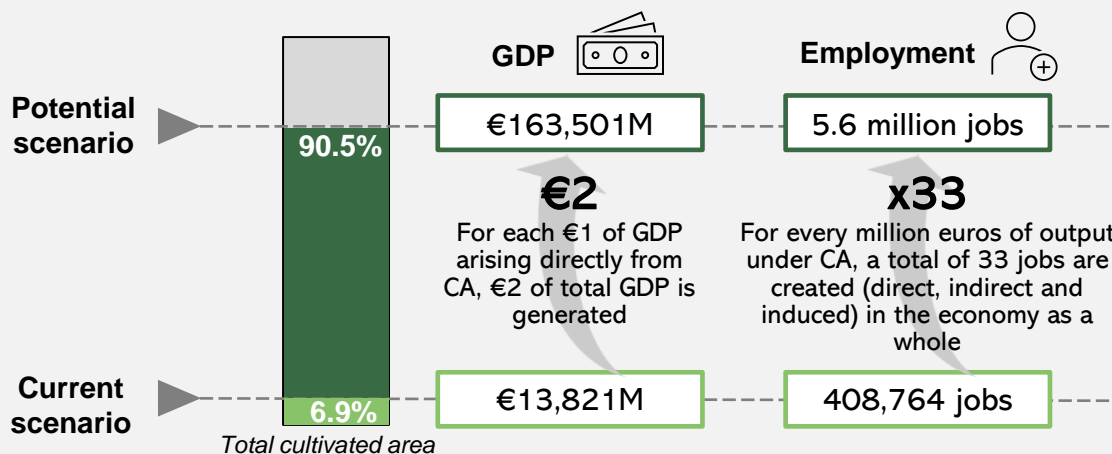 GDP
Employment
Potential
scenario
90.5%
€163,501M
5.6 million jobs
€2
For each €1 of GDP
arising directly from
CA, €2 of total GDP is
generated
x33
For every million euros of output
under CA, a total of 33 jobs are
created (direct, indirect and
induced) in the economy as a
whole
Current
scenario
6.9%
€13,821M
408,764 jobs
Total cultivated area